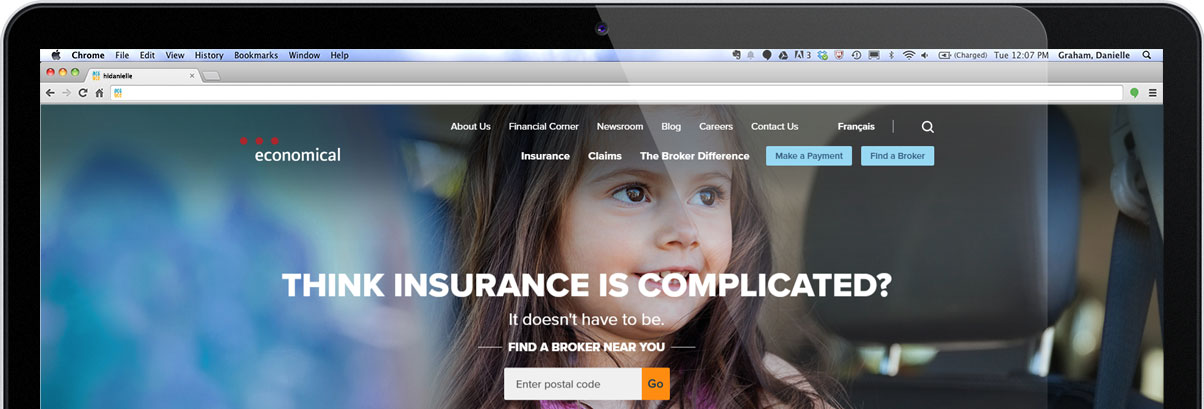 Chrome File Edit View History Bookmarks Window Help 3 (Charged) Tue 12:07 PM Graham, Danielle
hidanielle
About Us Financial Corner Newsroom Blog Careers Contact Us Français
economical
Insurance Claims The Broker Difference Make a Payment Find a Broker
THINK INSURANCE IS COMPLICATED?
It doesn't have to be.
FIND A BROKER NEAR YOU
Enter postal code Go